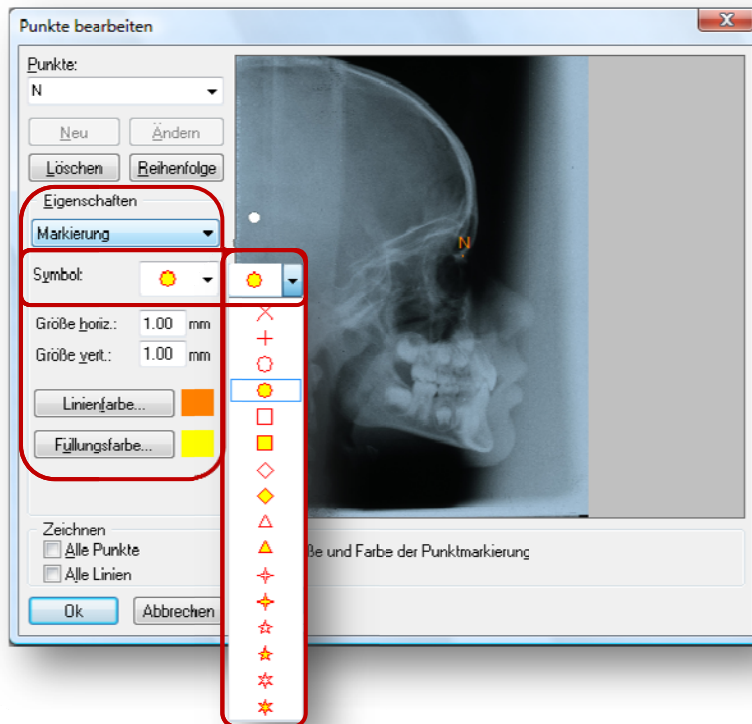 Punkte bearbeiten
Punkte:
N
Neu Ändern
Löschen Reihenfolge
Eigenschaften
Markierung
Symbol:
Größe horiz.: 1.00 mm
Größe vert.: 1.00 mm
Linienfarbe...
Füllungsfarbe...
N
Zeichnen
Alle Punkte
Alle Linien
ße und Farbe der Punktmarkierung
Ok Abbrechen